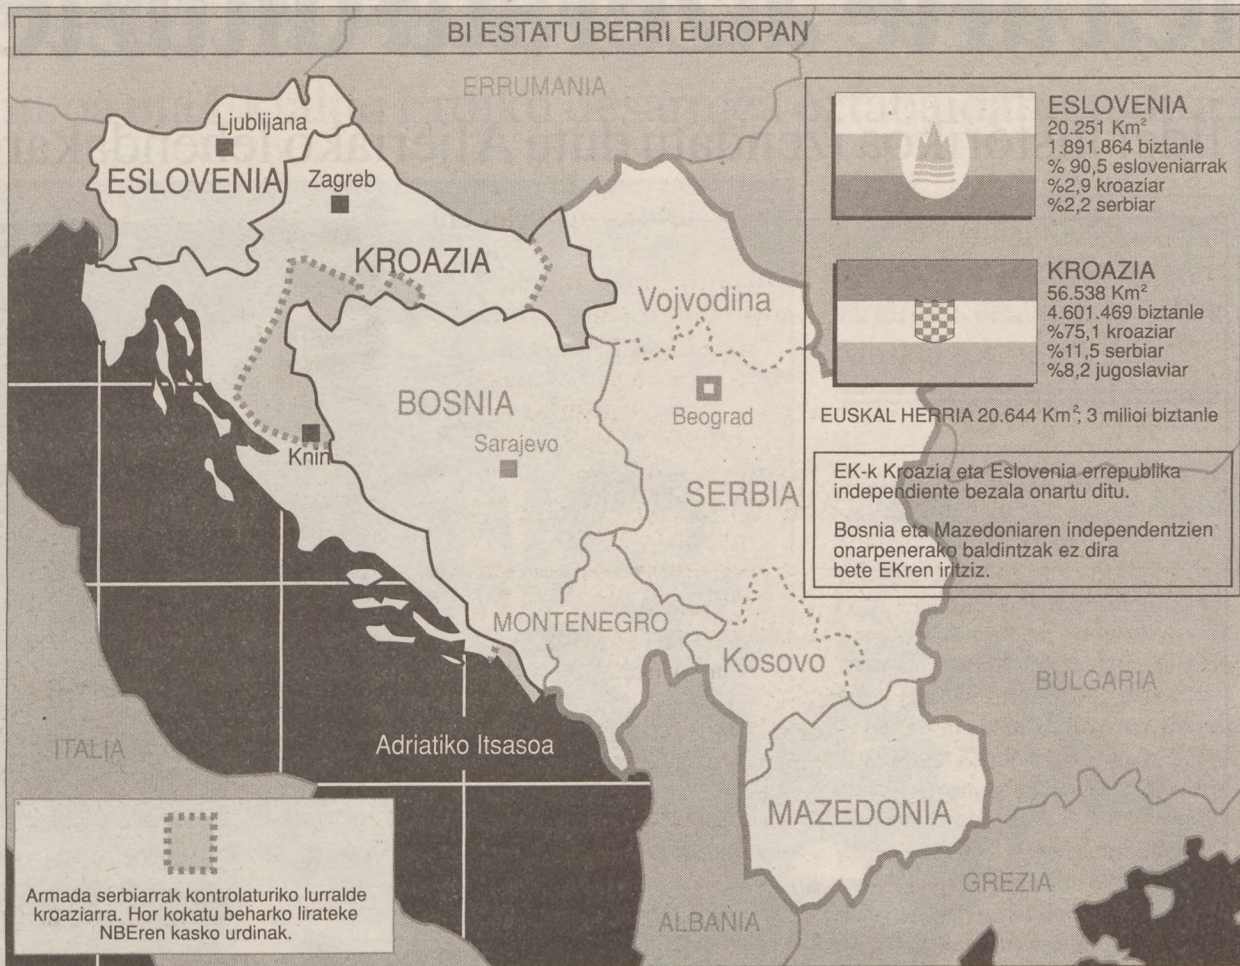 BI ESTATU BERRI EUROPAN
ERRUMANIA
Ljublijana
ESLOVENIA
Zagreb
KROAZIA
Vojvodina
BOSNIA
Sarajevo
Beograd
Knin
SERBIA
MONTENEGRO
Kosovo
BULGARIA
ITALIA
Adriatiko Itsasoa
MAZEDONIA
GREZIA
ALBANIA
ESLOVENIA
20.251 Km²
1.891.864 biztanle
% 90,5 esloveniarrak
%2,9 kroaziar
%2,2 serbiar
KROAZIA
56.538 Km²
4.601.469 biztanle
%75,1 kroaziar
%11,5 serbiar
%8,2 jugoslaviar
EUSKAL HERRIA 20.644 Km²; 3 milioi biztanle
EK-k Kroazia eta Eslovenia errepublika
independiente bezala onartu ditu.
Bosnia eta Mazedoniaren independentzien
onarpenerako baldintzak ez dira
bete EKren iritziz.
Armada serbiarrak kontrolaturiko lurralde
kroaziarra. Hor kokatu beharko lirateke
NBEren kasko urdinak.